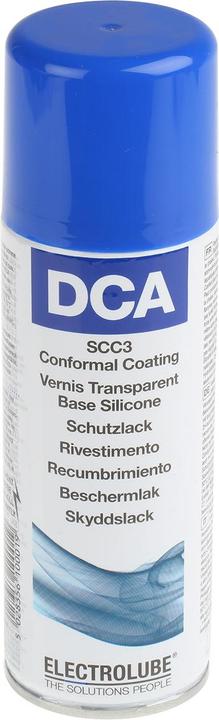 DCA
SCC3
Conformal Coating
Vernis Transparent
Base Silicone
Schutzlack
Rivestimento
Recumbrimiento
Beschermlak
Skyddslack
ELECTROLUBE®
THE SOLUTIONS PEOPLE